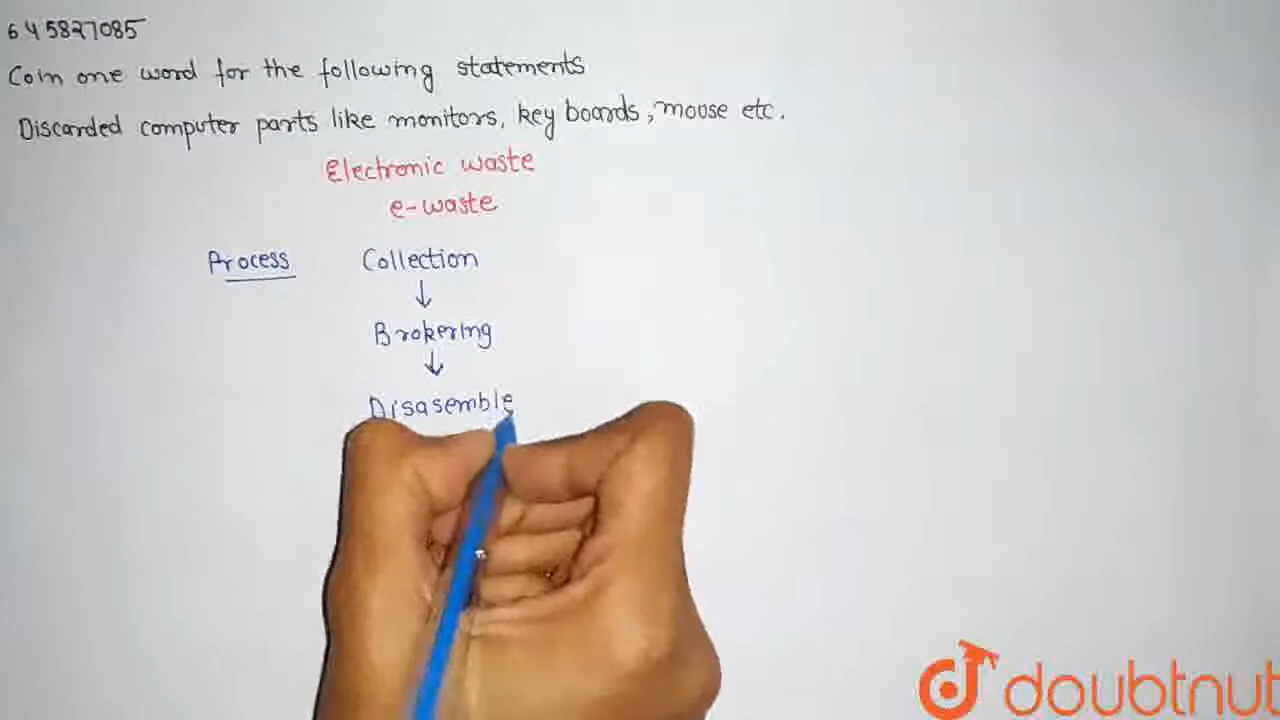 645827085
Coin one word for the following statements
Discarded computer parts like monitors, key boards, moose etc.
Electronic waste
e-waste
Process Collection
↓
Brokering
↓
Disasemble
doubtnut